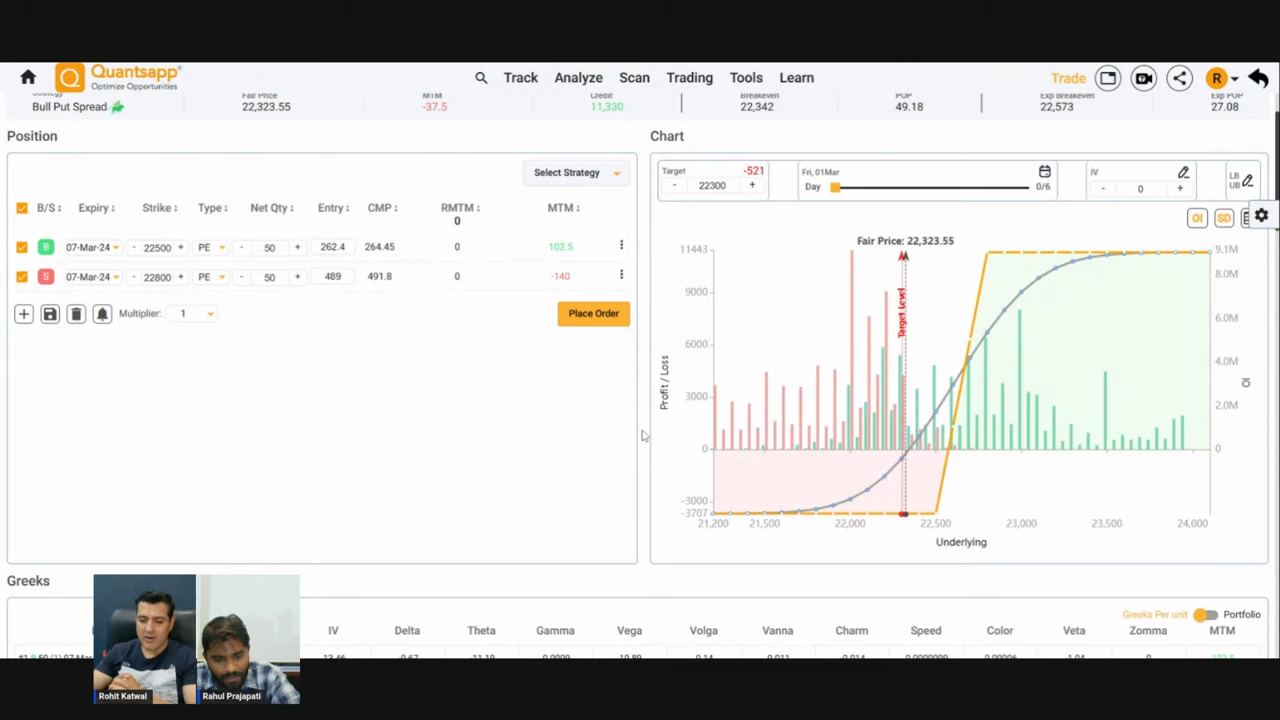 Quantsapp
Optimize Opportunities
Track Analyze Scan Trading Tools Learn
Trade R
Strategy Fair Price MTM Credit Breakeven POP Exp Breakeven Exp POP
Bull Put Spread 22,323.55 -37.5 11,330 22,342 49.18 22,573 27.08
Position
Select Strategy
B/S Expiry Strike Type Net Qty Entry CMP RMTM MTM
0
B 07-Mar-24 - 22500 + PE - 50 + 262.4 264.45 0 102.5
S 07-Mar-24 - 22800 + PE - 50 + 489 491.8 0 -140
Multiplier: 1
Place Order
Chart
Target -521
- 22300 +
Fri, 01Mar
Day 0/6
IV
- 0 +
LB
UB
OI SD
Fair Price: 22,323.55
Target Level
11443
9000
6000
3000
0
-3000
-3707
Profit / Loss
9.1M
8.0M
6.0M
4.0M
2.0M
0
OI
21,200 21,500 22,000 22,500 23,000 23,500 24,000
Underlying
Greeks
Greeks Per unit Portfolio
IV Delta Theta Gamma Vega Volga Vanna Charm Speed Color Veta Zomma MTM
Rohit Katwal
Rahul Prajapati